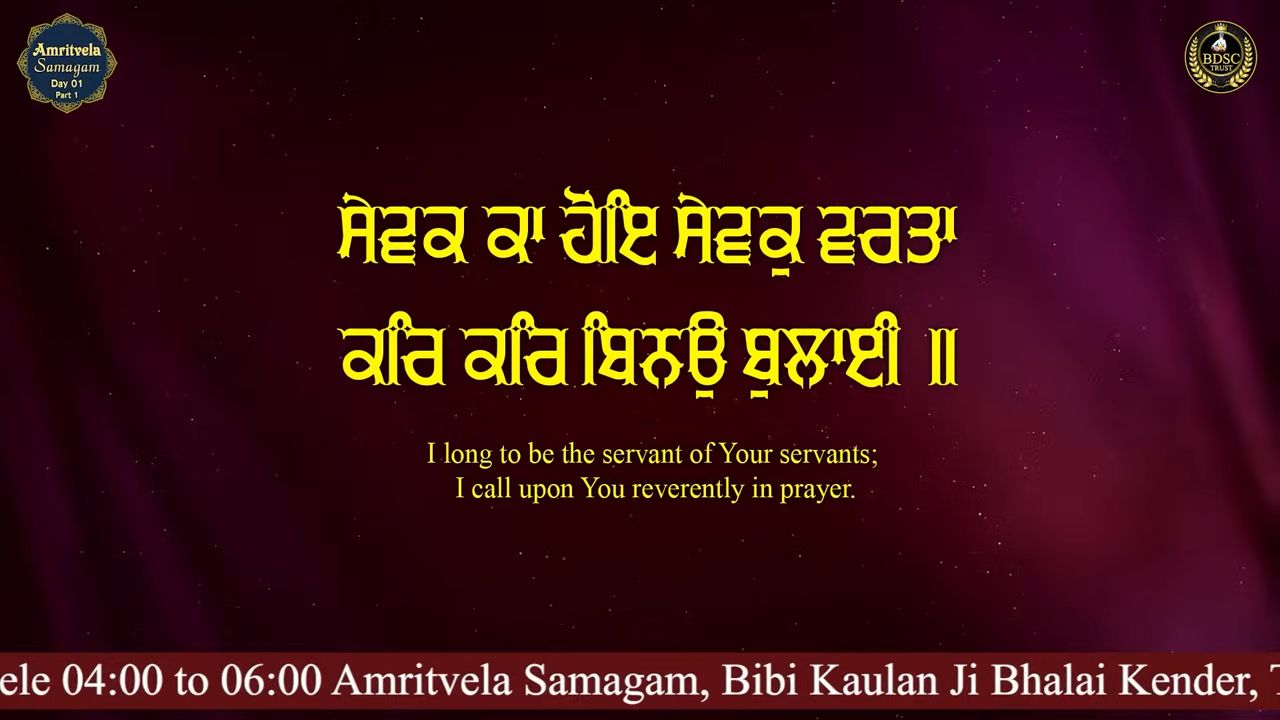 Amritvela
Samagam
Day 01
Part 1
BDSC
TRUST
ਸੇਵਕ ਕਾ ਹੋਇ ਸੇਵਕੁ ਵਰਤਾ
ਕਰਿ ਕਰਿ ਬਿਨਉ ਬੁਲਾਈ ॥
I long to be the servant of Your servants;
I call upon You reverently in prayer.
ele 04:00 to 06:00 Amritvela Samagam, Bibi Kaulan Ji Bhalai Kender,